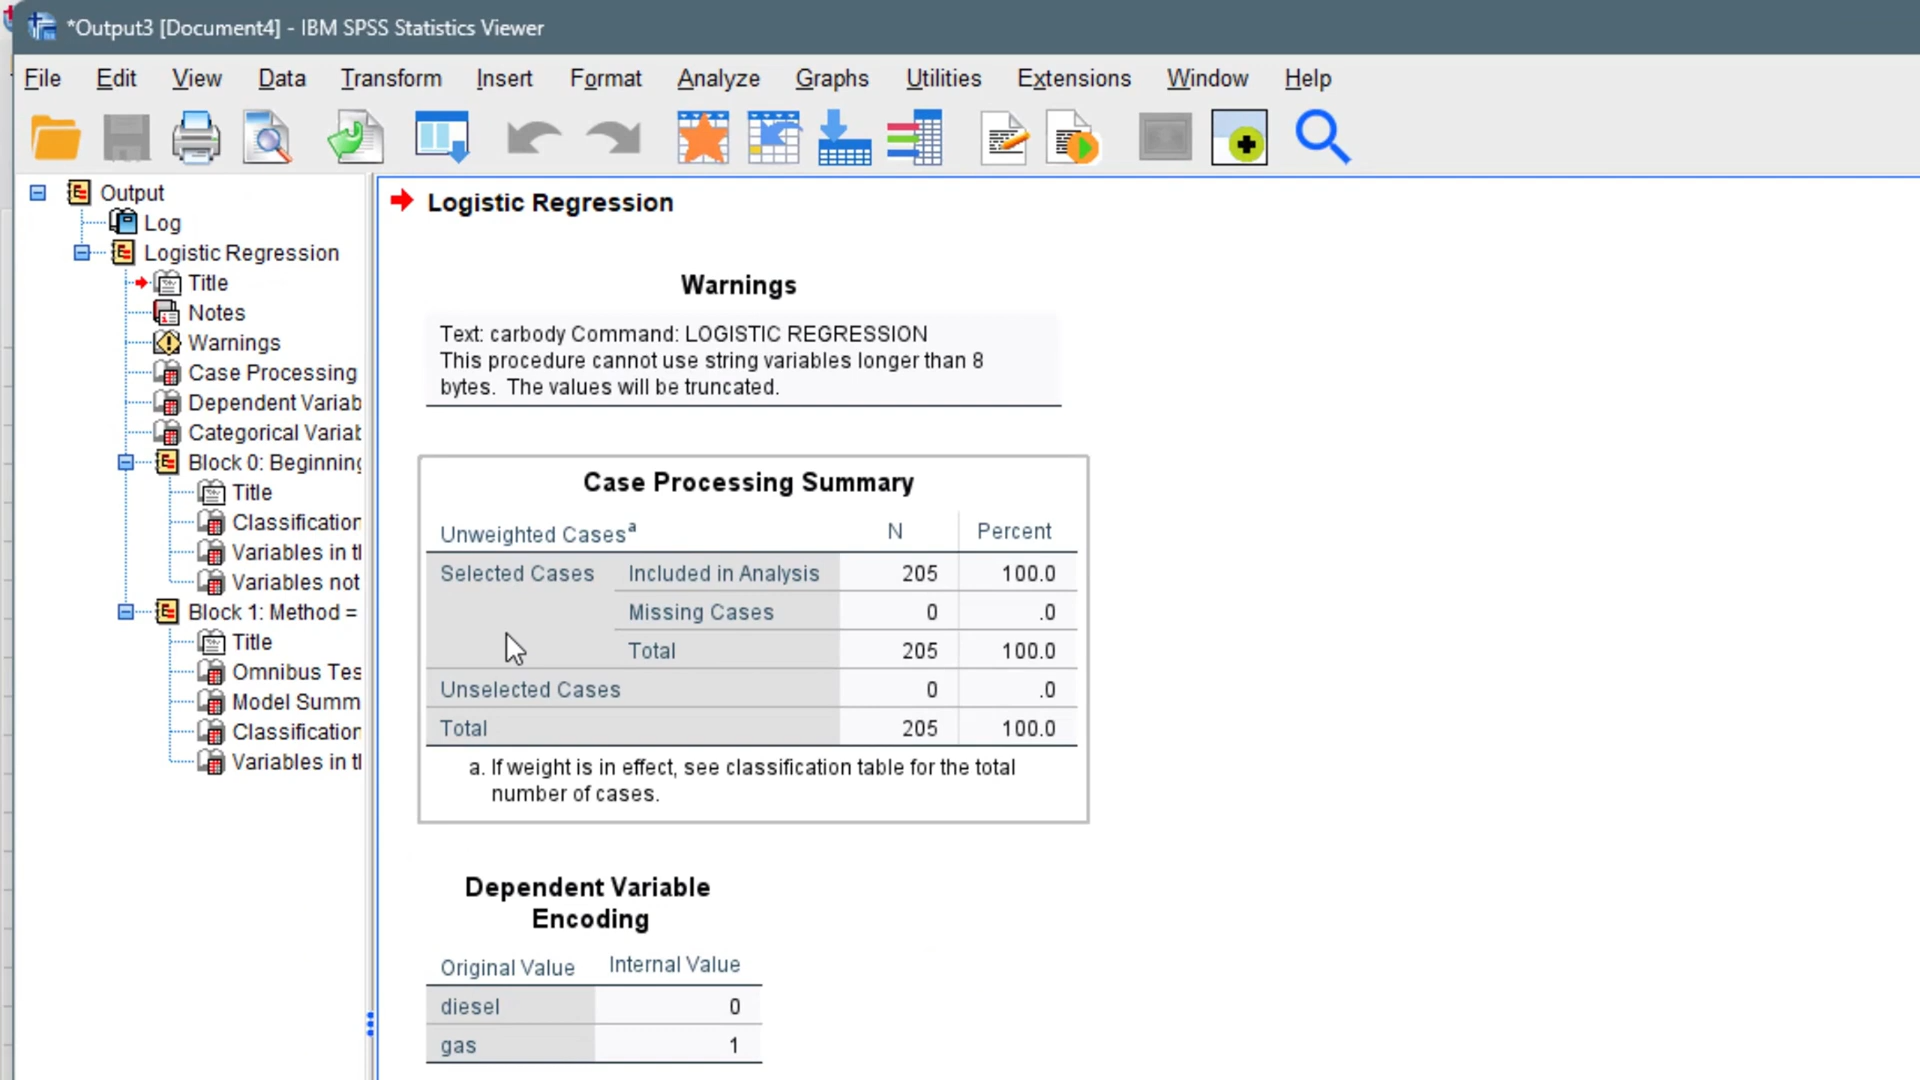 *Output3 [Document4] - IBM SPSS Statistics Viewer
File Edit View Data Transform Insert Format Analyze Graphs Utilities Extensions Window Help
Output
Log
Logistic Regression
Title
Notes
Warnings
Case Processing
Dependent Variab
Categorical Variab
Block 0: Beginning
Title
Classification
Variables in tl
Variables not
Block 1: Method =
Title
Omnibus Tes
Model Summ
Classification
Variables in tl
Logistic Regression
Warnings
Text: carbody Command: LOGISTIC REGRESSION
This procedure cannot use string variables longer than 8
bytes. The values will be truncated.
Case Processing Summary
Unweighted Casesᵃ N Percent
Selected Cases Included in Analysis 205 100.0
Missing Cases 0 .0
Total 205 100.0
Unselected Cases 0 .0
Total 205 100.0
a. If weight is in effect, see classification table for the total
number of cases.
Dependent Variable
Encoding
Original Value Internal Value
diesel 0
gas 1